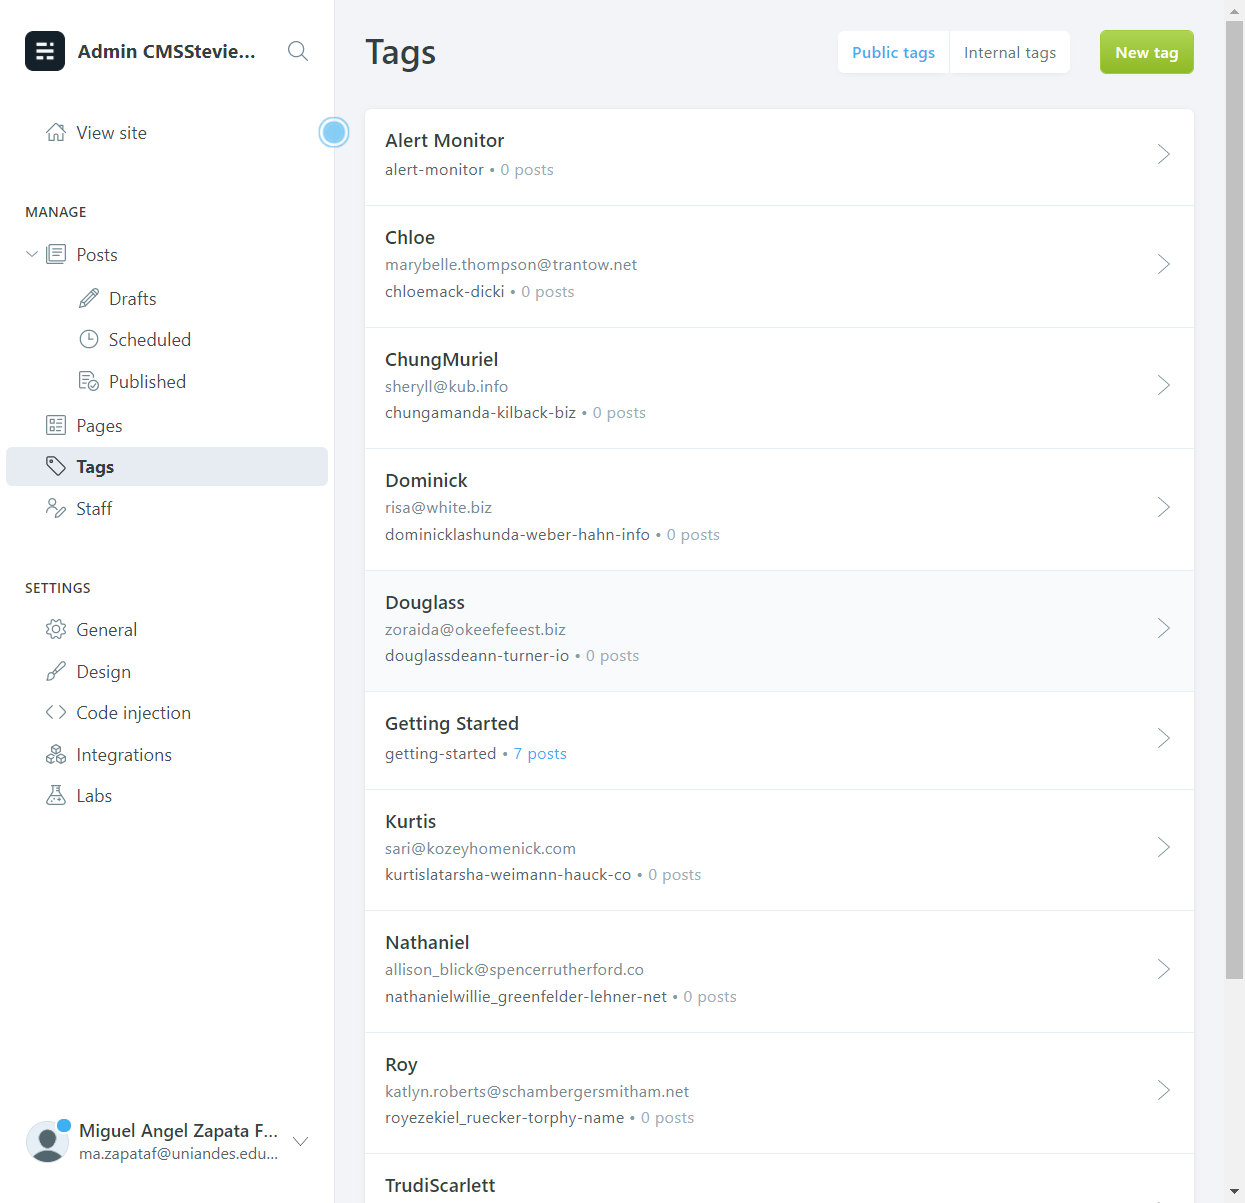 Admin CMSStevie...
View site
MANAGE
Posts
Drafts
Scheduled
Published
Pages
Tags
Staff
SETTINGS
General
Design
Code injection
Integrations
Labs
Miguel Angel Zapata F...
ma.zapataf@uniandes.edu...
Tags
Public tags
Internal tags
New tag
Alert Monitor
alert-monitor • 0 posts
Chloe
marybelle.thompson@trantow.net
chloemack-dicki • 0 posts
ChungMuriel
sheryll@kub.info
chungamanda-kilback-biz • 0 posts
Dominick
risa@white.biz
dominicklashunda-weber-hahn-info • 0 posts
Douglass
zoraida@okeefefeest.biz
douglassdeann-turner-io • 0 posts
Getting Started
getting-started • 7 posts
Kurtis
sari@kozeyhomenick.com
kurtislatarsha-weimann-hauck-co • 0 posts
Nathaniel
allison_blick@spencerrutherford.co
nathanielwillie_greenfelder-lehner-net • 0 posts
Roy
katlyn.roberts@schambergersmitham.net
royezekiel_ruecker-torphy-name • 0 posts
TrudiScarlett